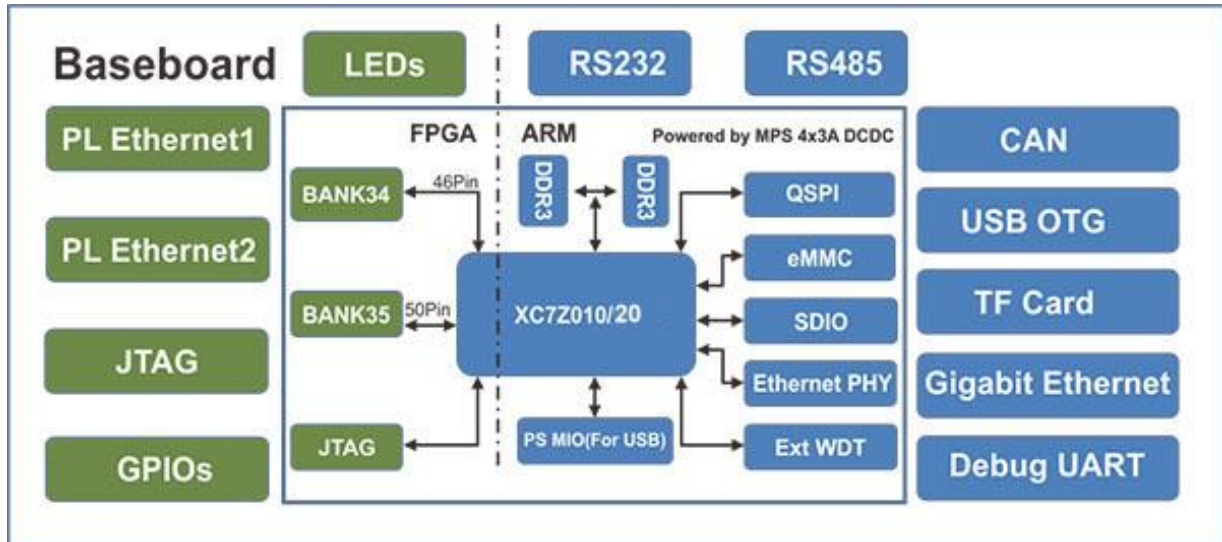 Baseboard
LEDs
RS232
RS485
PL Ethernet1
PL Ethernet2
JTAG
GPIOs
FPGA
ARM
Powered by MPS 4x3A DCDC
BANK34
46Pin
DDR3
DDR3
QSPI
eMMC
BANK35
50Pin
XC7Z010/20
SDIO
Ethernet PHY
JTAG
PS MIO(For USB)
Ext WDT
CAN
USB OTG
TF Card
Gigabit Ethernet
Debug UART